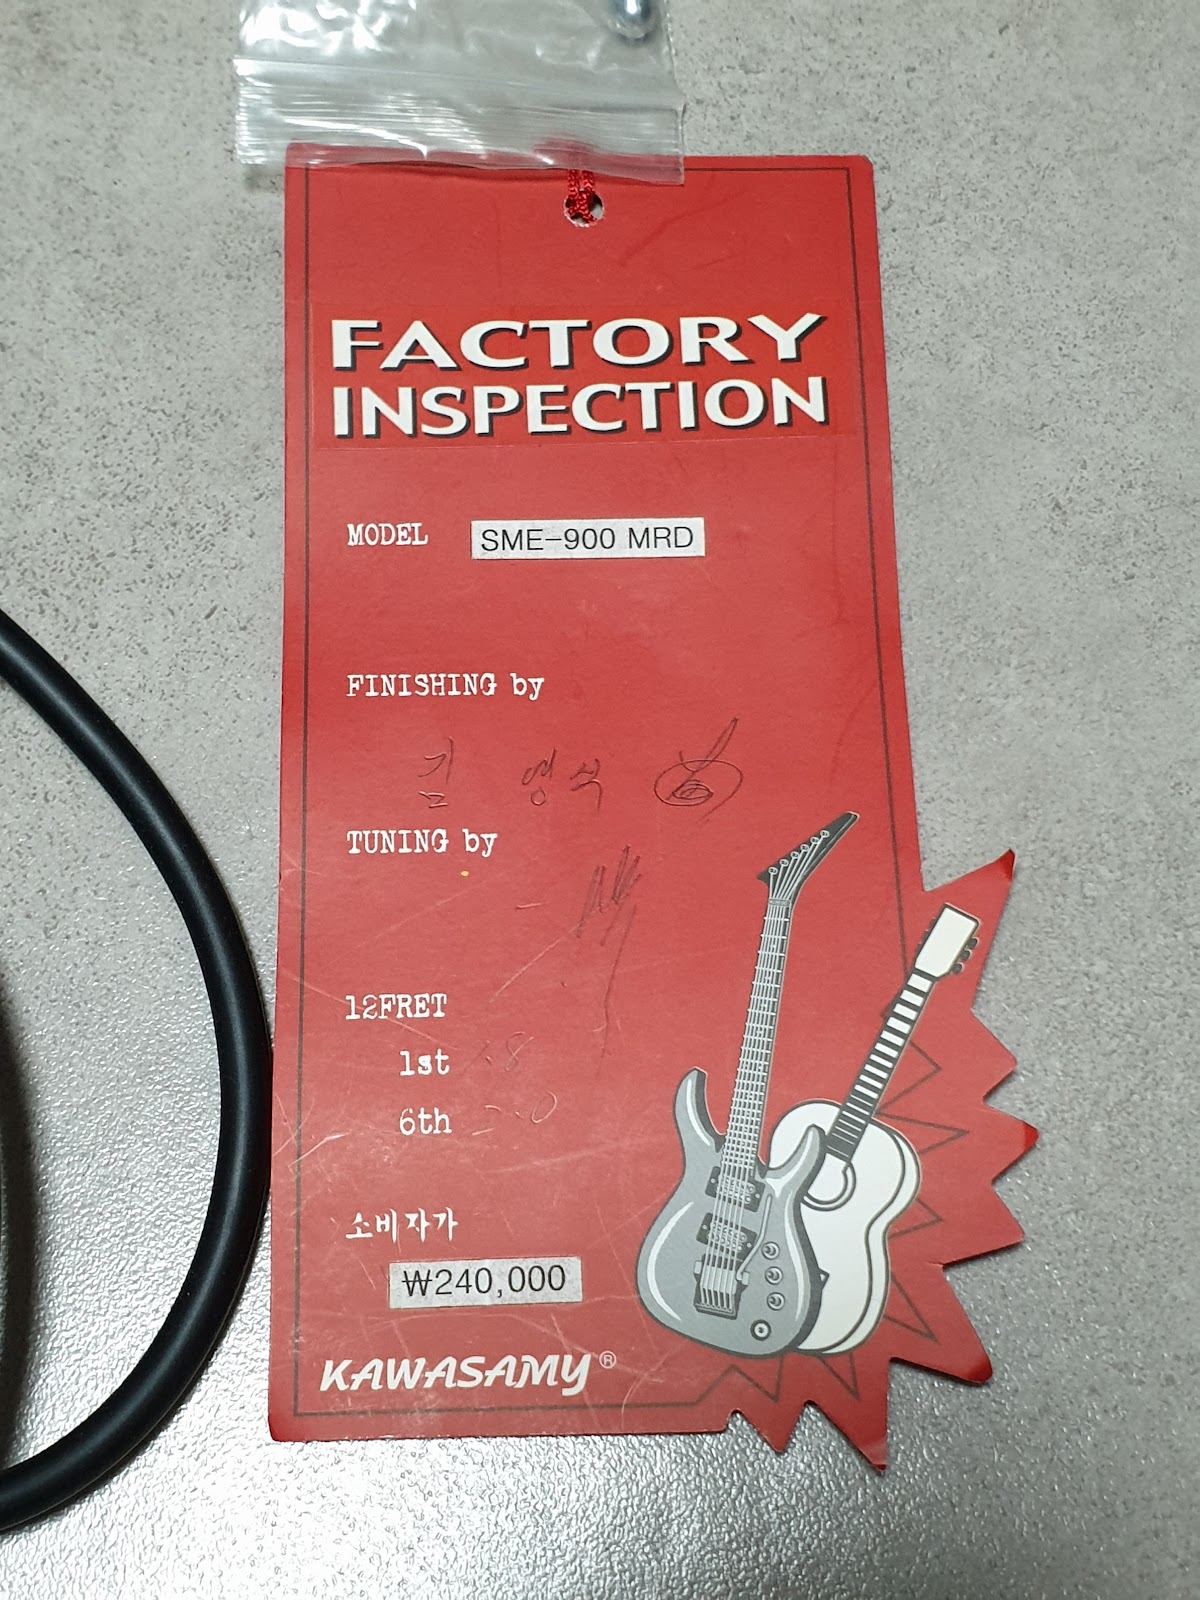 FACTORY
INSPECTION
MODEL SME-900 MRD
FINISHING by
김 영식
TUNING by
12FRET
1st 1.8
6th 2.0
소비자가
₩240,000
KAWASAMY®